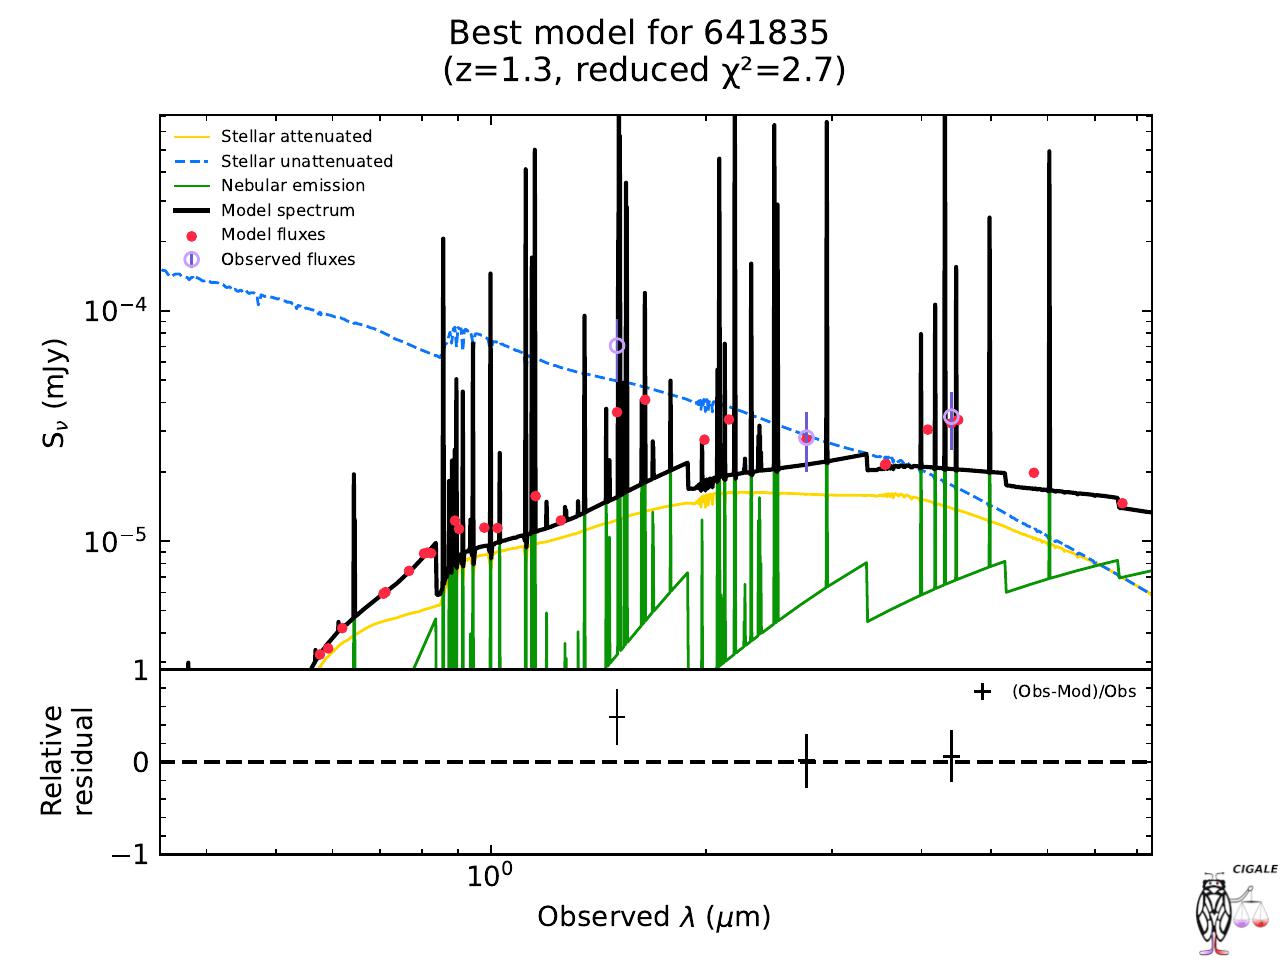 Best model for 641835
(z=1.3, reduced χ²=2.7)
Stellar attenuated
Stellar unattenuated
Nebular emission
Model spectrum
Model fluxes
Observed fluxes
10⁻⁴
10⁻⁵
Sν (mJy)
1
0
−1
Relative
residual
(Obs-Mod)/Obs
10⁰
Observed λ (μm)
CIGALE